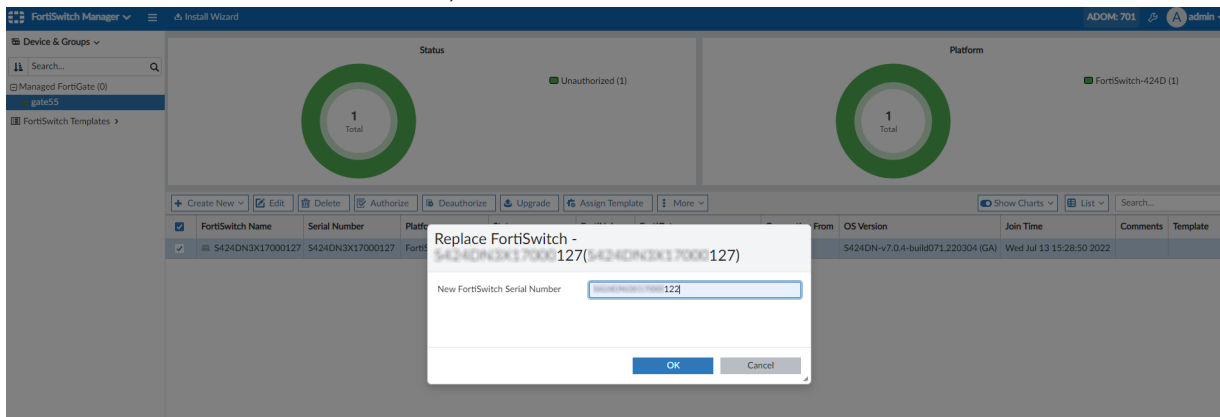 FortiSwitch Manager
Install Wizard
ADOM: 701
A admin
Device & Groups
Search...
Managed FortiGate (0)
gate55
FortiSwitch Templates
Status
1
Total
Unauthorized (1)
Platform
1
Total
FortiSwitch-424D (1)
Create New Edit Delete Authorize Deauthorize Upgrade Assign Template More
Show Charts List Search...
FortiSwitch Name Serial Number From OS Version Join Time Comments Template
S424DN3X17000127 S424DN3X17000127 S424DN-v7.0.4-build071,220304 (GA) Wed Jul 13 15:28:50 2022
Replace FortiSwitch -
S424DN3X17000127(S424DN3X17000127)
New FortiSwitch Serial Number
122
OK Cancel